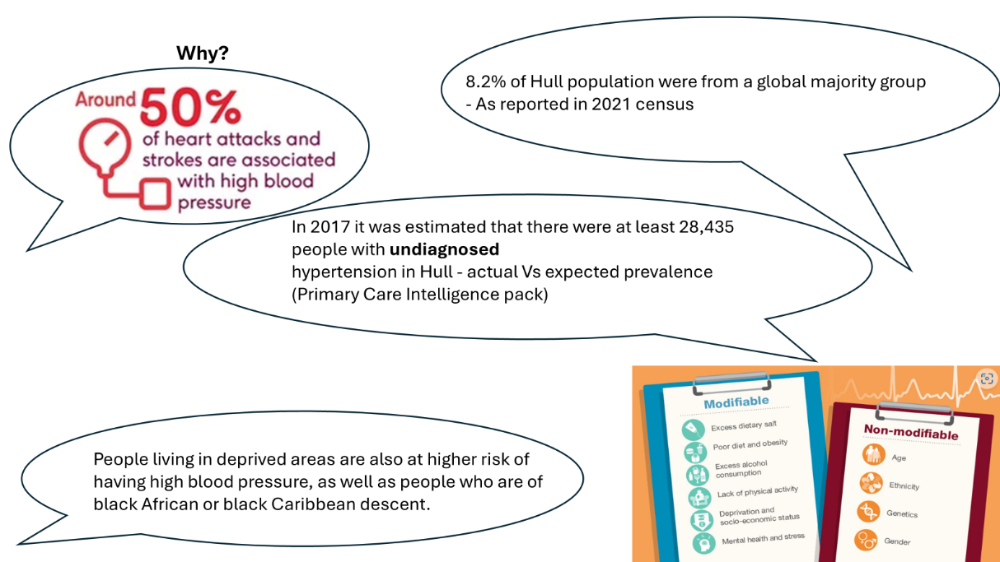 Why?
Around 50%
of heart attacks and
strokes are associated
with high blood
pressure
8.2% of Hull population were from a global majority group
- As reported in 2021 census
In 2017 it was estimated that there were at least 28,435
people with undiagnosed
hypertension in Hull - actual Vs expected prevalence
(Primary Care Intelligence pack)
People living in deprived areas are also at higher risk of
having high blood pressure, as well as people who are of
black African or black Caribbean descent.
Modifiable
Excess dietary salt
Poor diet and obesity
Excess alcohol
consumption
Lack of physical activity
Deprivation and
socio-economic status
Mental health and stress
Non-modifiable
Age
Ethnicity
Genetics
Gender